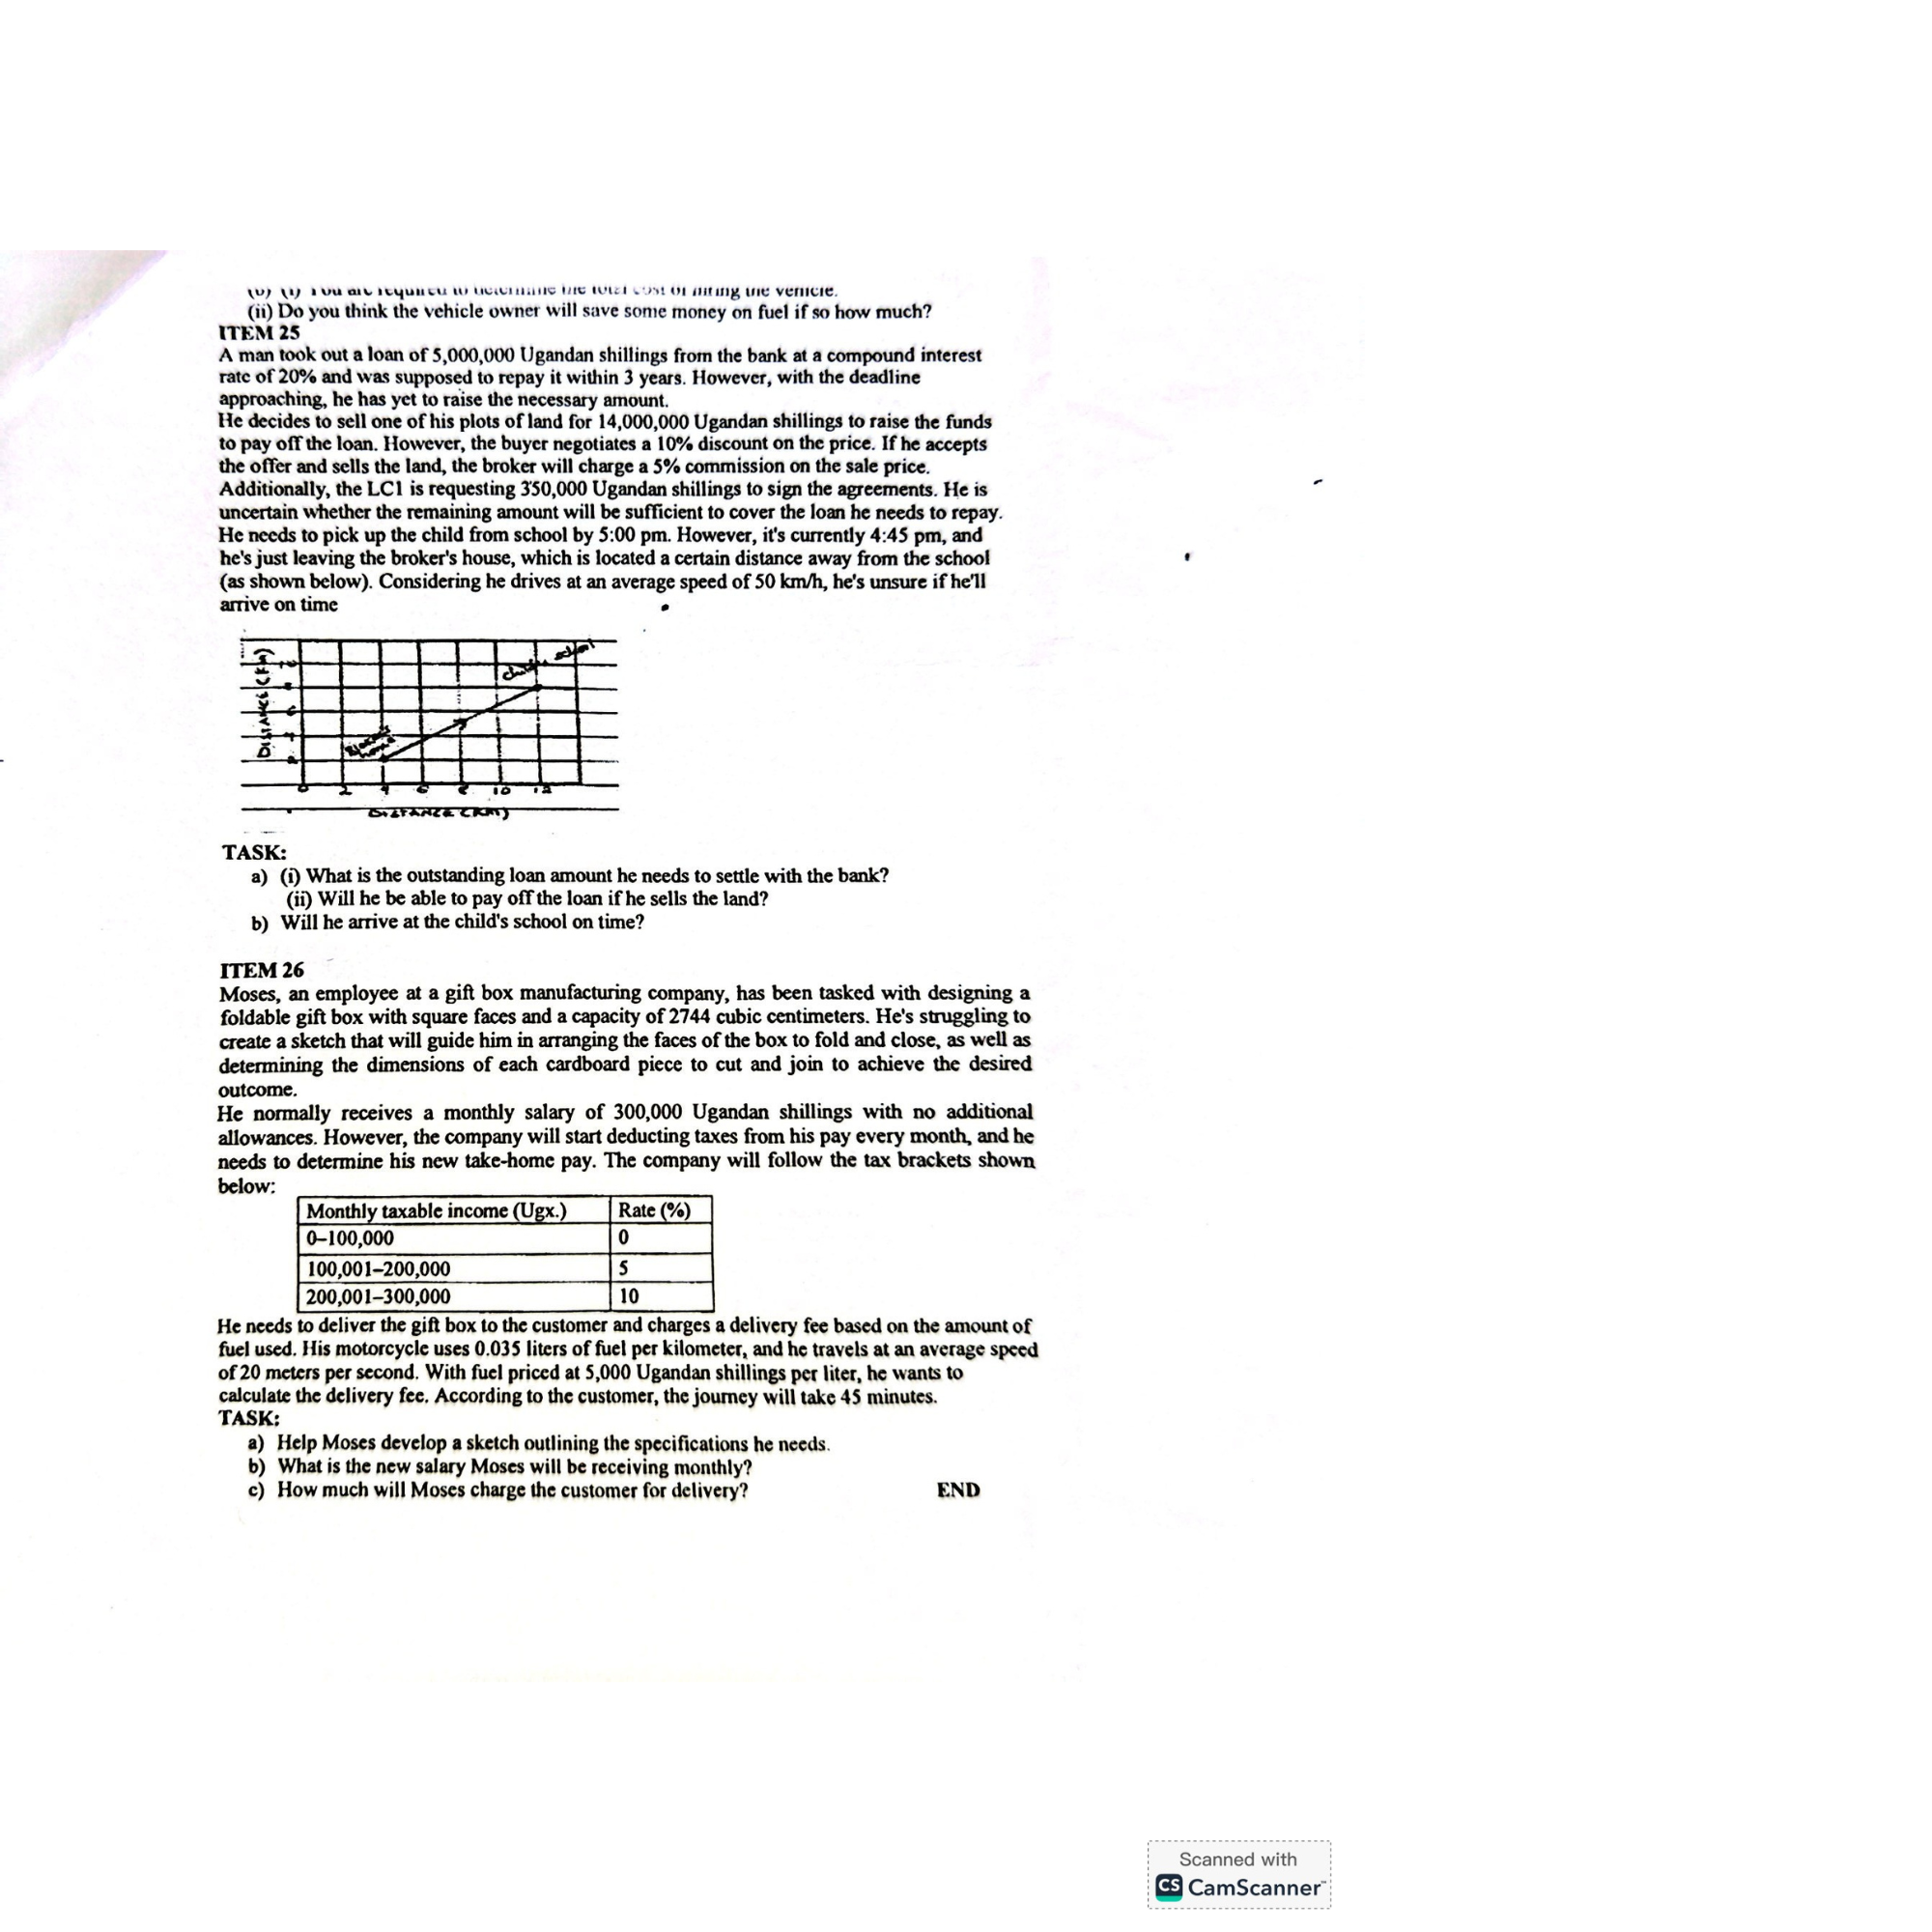 (ii) Do you think the vehicle owner will save some money on fuel if so how much?
ITEM 25
A man took out a loan of 5,000,000 Ugandan shillings from the bank at a compound interest
rate of 20% and was supposed to repay it within 3 years. However, with the deadline
approaching, he has yet to raise the necessary amount.
He decides to sell one of his plots of land for 14,000,000 Ugandan shillings to raise the funds
to pay off the loan. However, the buyer negotiates a 10% discount on the price. If he accepts
the offer and sells the land, the broker will charge a 5% commission on the sale price.
Additionally, the LC1 is requesting 350,000 Ugandan shillings to sign the agreements. He is
uncertain whether the remaining amount will be sufficient to cover the loan he needs to repay.
He needs to pick up the child from school by 5:00 pm. However, it's currently 4:45 pm, and
he's just leaving the broker's house, which is located a certain distance away from the school
(as shown below). Considering he drives at an average speed of 50 km/h, he's unsure if he'll
arrive on time
school
DISTANCE (KM)
0 2 4 6 8 10 12
DISTANCE (KM)
TASK:
a) (i) What is the outstanding loan amount he needs to settle with the bank?
(ii) Will he be able to pay off the loan if he sells the land?
b) Will he arrive at the child's school on time?
ITEM 26
Moses, an employee at a gift box manufacturing company, has been tasked with designing a
foldable gift box with square faces and a capacity of 2744 cubic centimeters. He's struggling to
create a sketch that will guide him in arranging the faces of the box to fold and close, as well as
determining the dimensions of each cardboard piece to cut and join to achieve the desired
outcome.
He normally receives a monthly salary of 300,000 Ugandan shillings with no additional
allowances. However, the company will start deducting taxes from his pay every month, and he
needs to determine his new take-home pay. The company will follow the tax brackets shown
below:
Monthly taxable income (Ugx.) Rate (%)
0–100,000 0
100,001–200,000 5
200,001–300,000 10
He needs to deliver the gift box to the customer and charges a delivery fee based on the amount of
fuel used. His motorcycle uses 0.035 liters of fuel per kilometer, and he travels at an average speed
of 20 meters per second. With fuel priced at 5,000 Ugandan shillings per liter, he wants to
calculate the delivery fee. According to the customer, the journey will take 45 minutes.
TASK:
a) Help Moses develop a sketch outlining the specifications he needs.
b) What is the new salary Moses will be receiving monthly?
c) How much will Moses charge the customer for delivery? END
Scanned with
CS CamScanner™